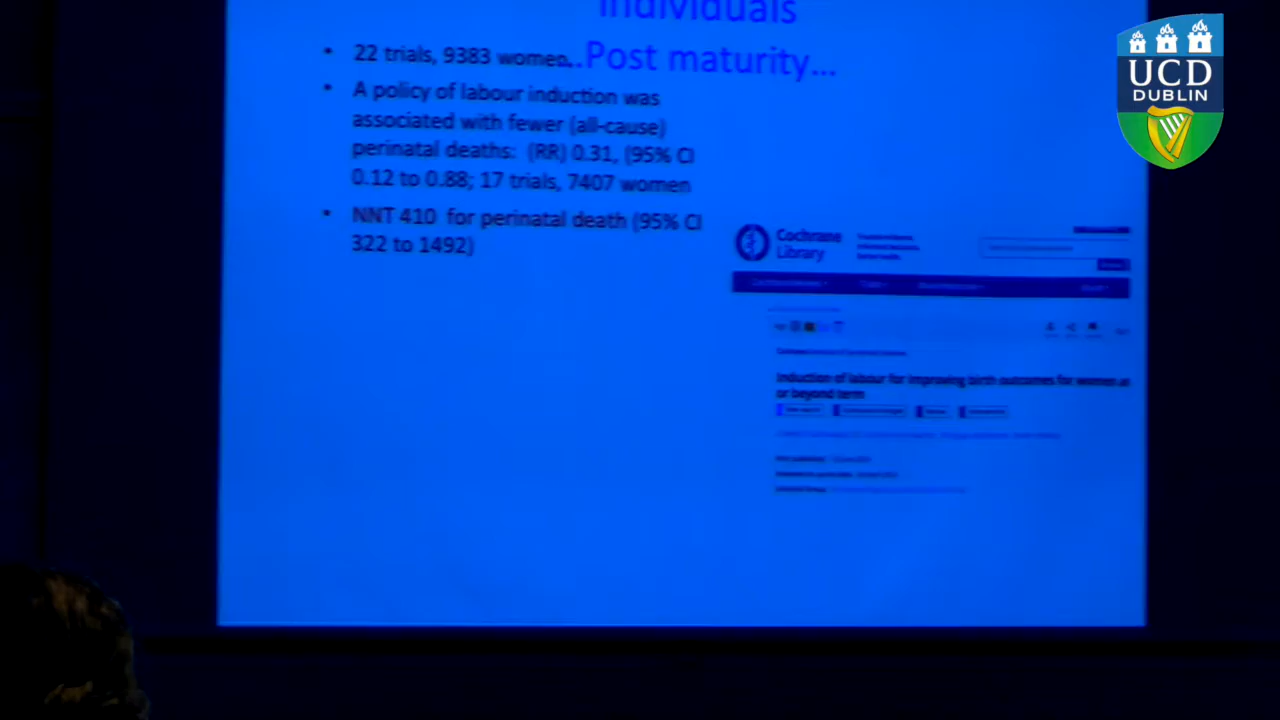 Individuals
...Post maturity...
• 22 trials, 9383 women
• A policy of labour induction was
associated with fewer (all-cause)
perinatal deaths: (RR) 0.31, (95% CI
0.12 to 0.88; 17 trials, 7407 women
• NNT 410 for perinatal death (95% CI
322 to 1492)
Cochrane
Library
Induction of labour for improving birth outcomes for women at
or beyond term
UCD
DUBLIN